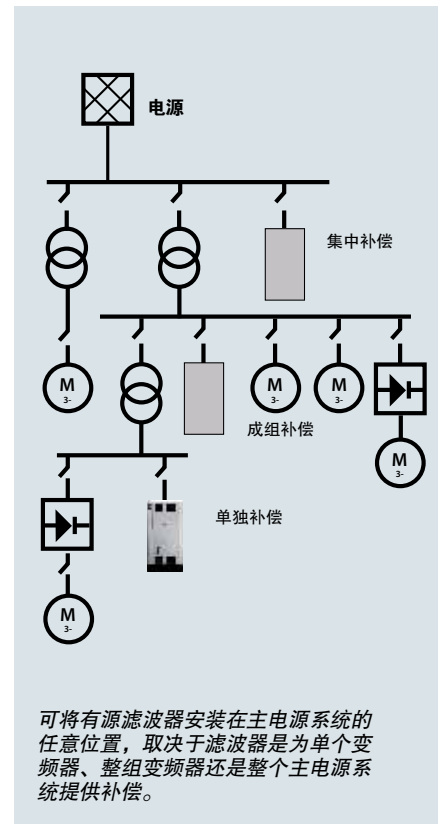 电源
集中补偿
M
3~
M
3~
M
3~
成组补偿
M
3~
单独补偿
M
3~
可将有源滤波器安装在主电源系统的
任意位置，取决于滤波器是为单个变
频器、整组变频器还是整个主电源系
统提供补偿。